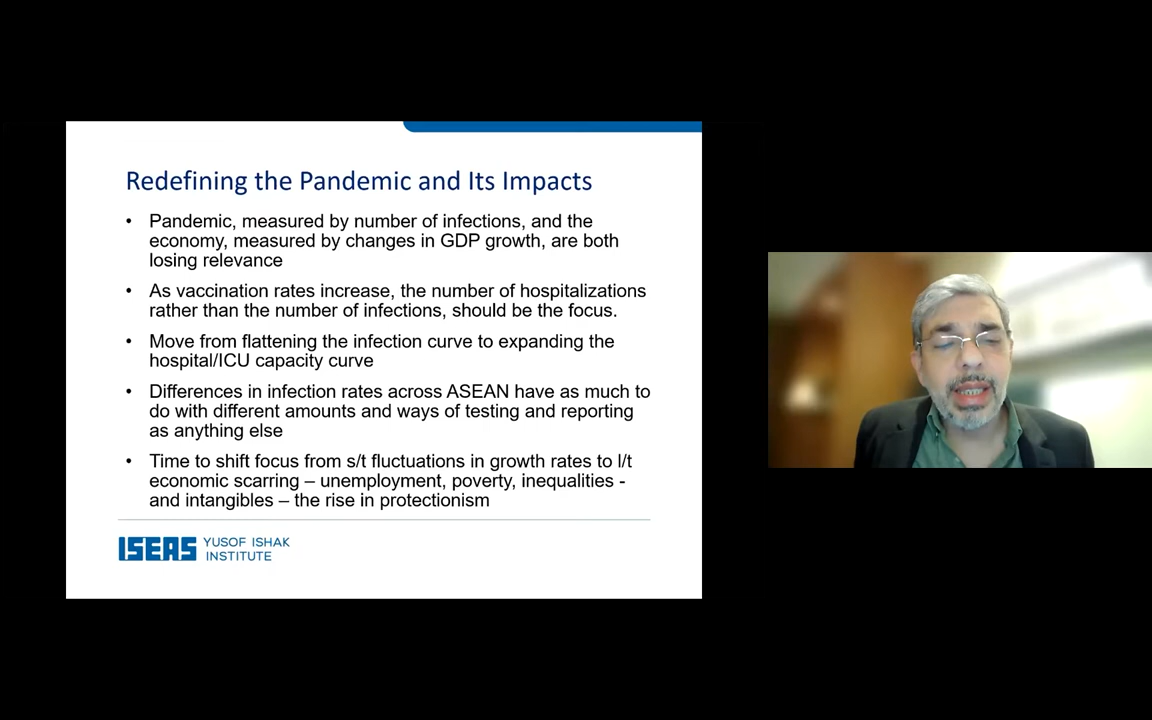 Redefining the Pandemic and Its Impacts
• Pandemic, measured by number of infections, and the
economy, measured by changes in GDP growth, are both
losing relevance
• As vaccination rates increase, the number of hospitalizations
rather than the number of infections, should be the focus.
• Move from flattening the infection curve to expanding the
hospital/ICU capacity curve
• Differences in infection rates across ASEAN have as much to
do with different amounts and ways of testing and reporting
as anything else
• Time to shift focus from s/t fluctuations in growth rates to l/t
economic scarring – unemployment, poverty, inequalities -
and intangibles – the rise in protectionism
ISEAS YUSOF ISHAK
INSTITUTE